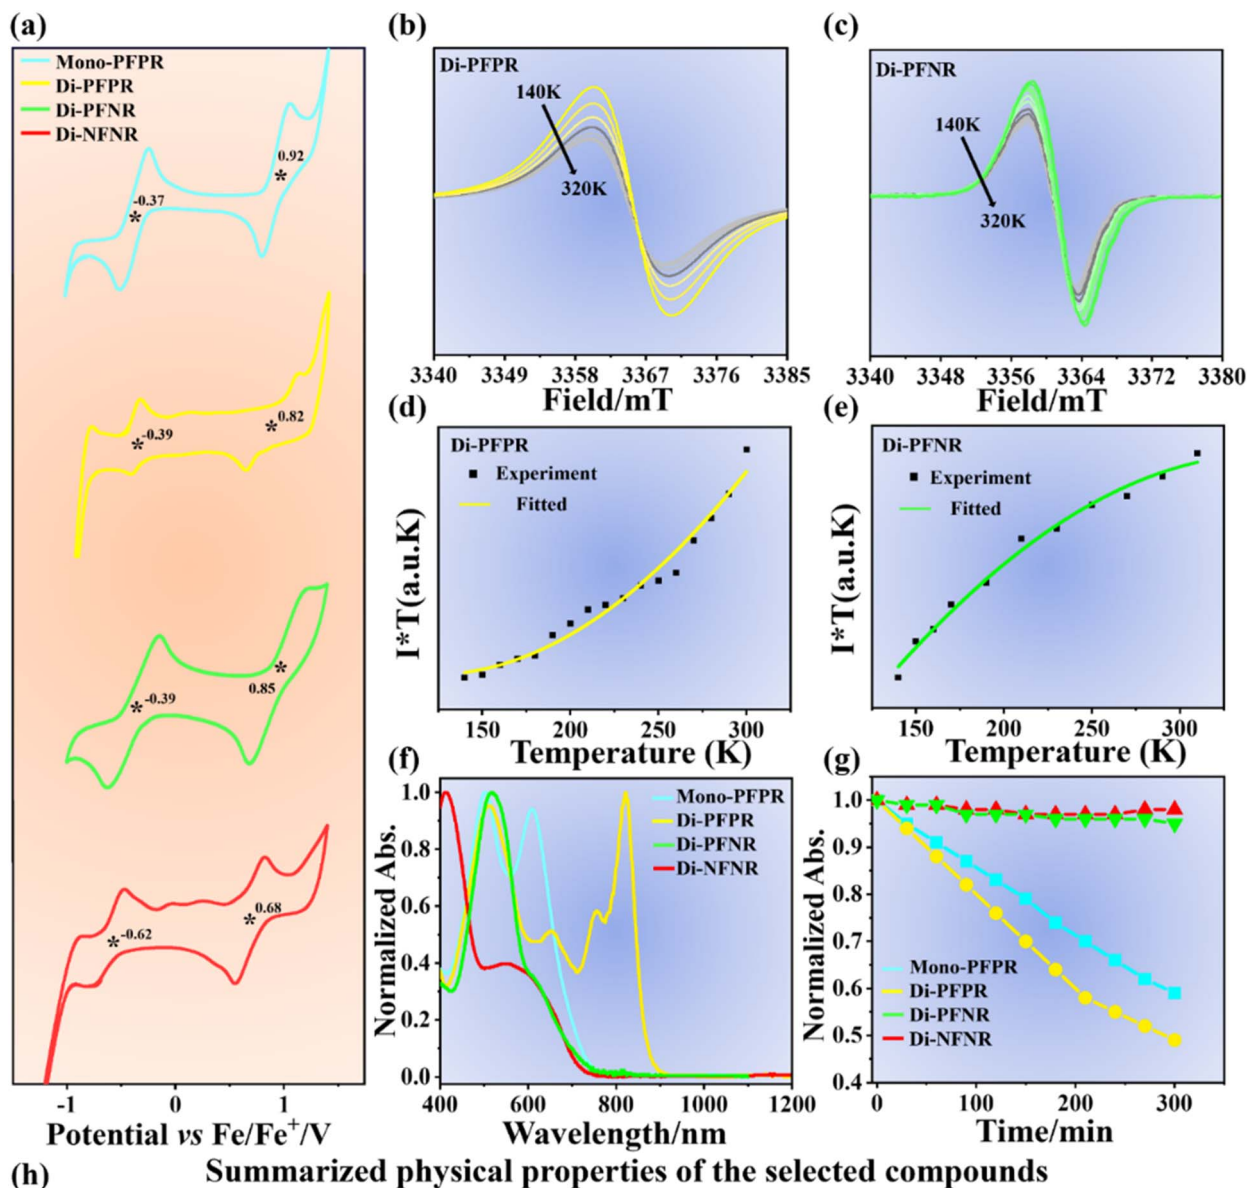 (a)
Mono-PFPR
Di-PFPR
Di-PFNR
Di-NFNR
0.92
*
-0.37
*
-0.39
*
0.82
*
-0.39
*
0.85
*
-0.62
*
0.68
*
-1 0 1
Potential vs Fe/Fe⁺/V
(b)
Di-PFPR
140K
320K
3340 3349 3358 3367 3376 3385
Field/mT
(c)
Di-PFNR
140K
320K
3340 3348 3356 3364 3372 3380
Field/mT
(d)
Di-PFPR
Experiment
Fitted
I*T(a.u.K)
150 200 250 300
Temperature (K)
(e)
Di-PFNR
Experiment
Fitted
I*T(a.u.K)
150 200 250 300
Temperature (K)
(f)
Mono-PFPR
Di-PFPR
Di-PFNR
Di-NFNR
Normalized Abs.
1.0
0.8
0.6
0.4
0.2
0.0
400 600 800 1000 1200
Wavelength/nm
(g)
Mono-PFPR
Di-PFPR
Di-PFNR
Di-NFNR
Normalized Abs.
1.0
0.9
0.8
0.7
0.6
0.5
0.4
0 100 200 300
Time/min
(h) Summarized physical properties of the selected compounds